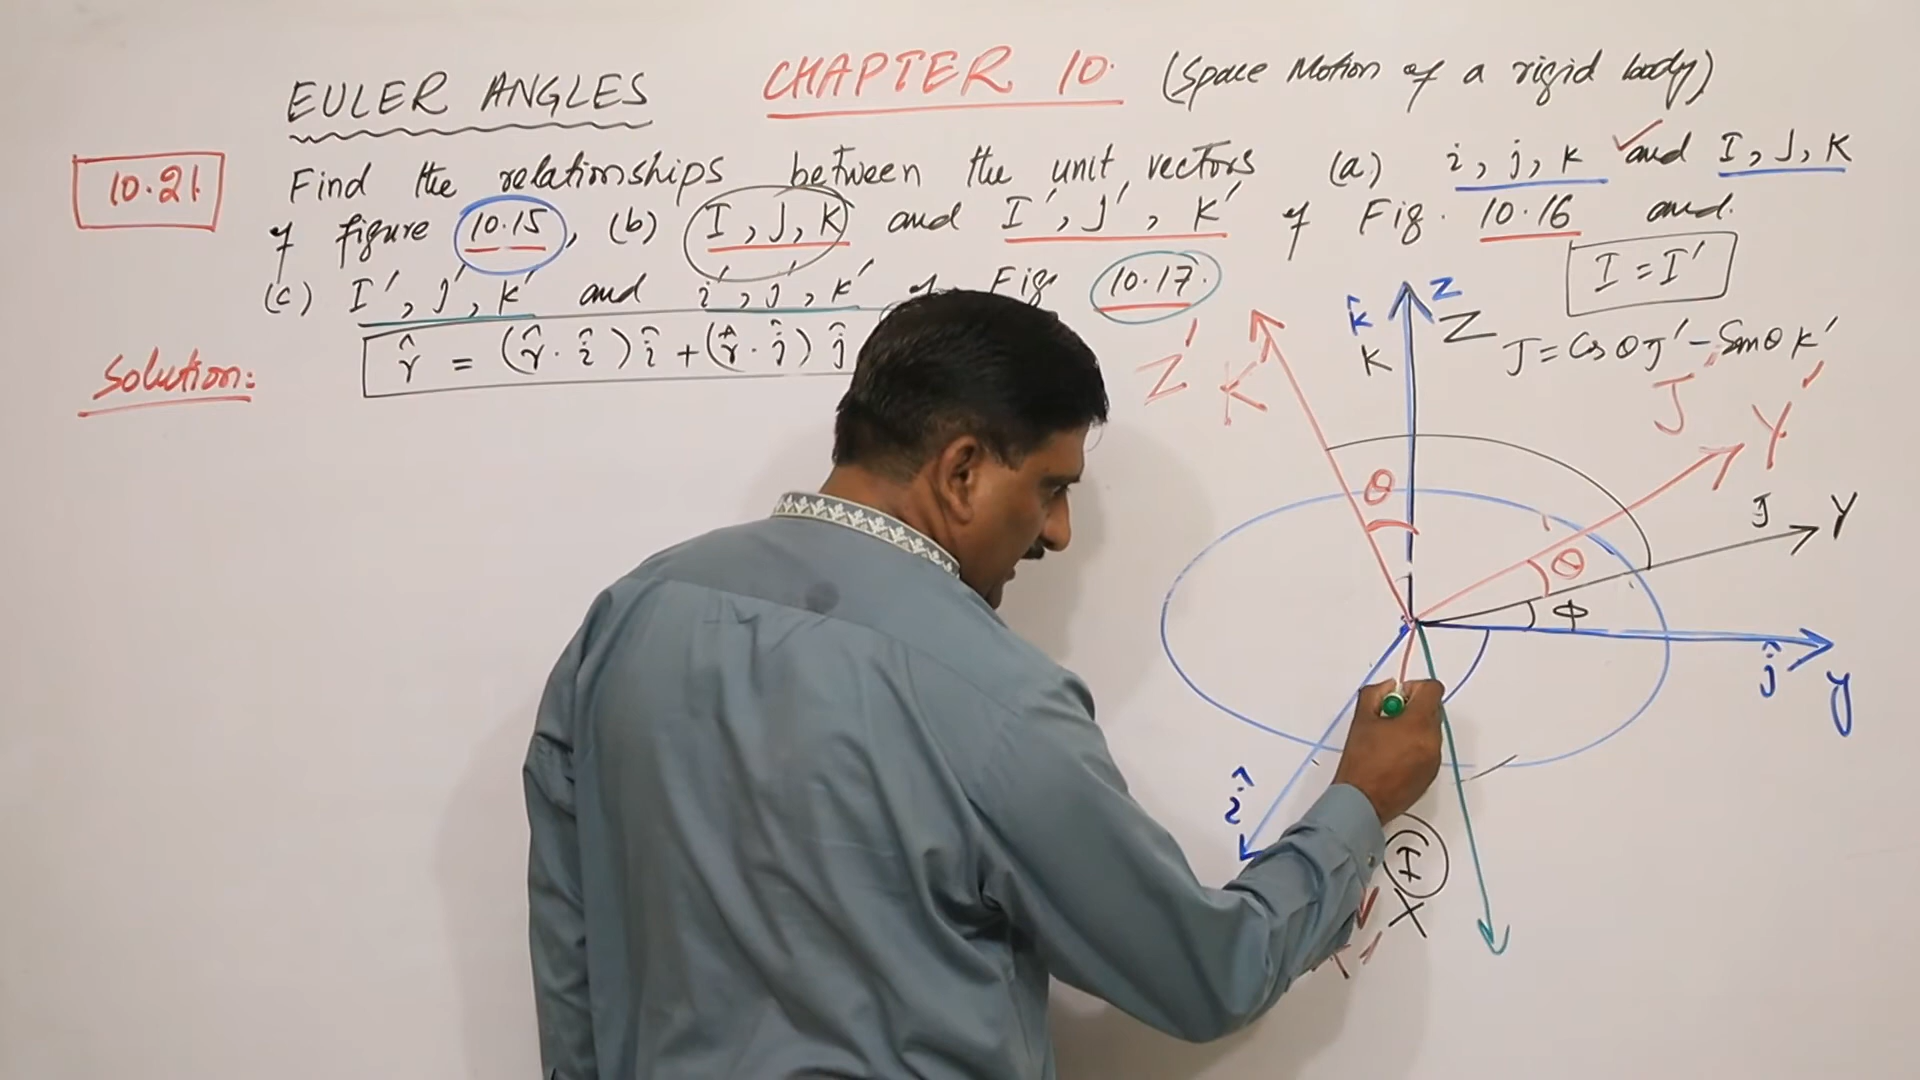 EULER ANGLES CHAPTER 10. (Space Motion of a rigid body)
10.21 Find the relationships between the unit vectors (a) i, j, k and I, J, K
of figure 10.15, (b) I, J, K and I', J', K' of Fig. 10.16 and.
(c) I', J', K' and i', j', k' of Fig 10.17.
I = I'
Solution: r̂ = (r̂ · î) î + (r̂ · ĵ) ĵ
J = Cos θ J' - Sin θ K'
Z' K'
k̂ z
K Z
J' Y'
θ
J Y
θ
φ
ĵ y
î
I
X